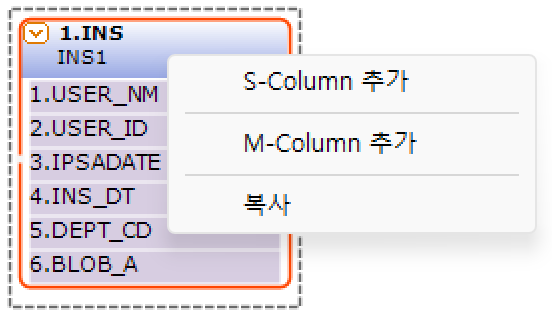 1.INS
INS1
1.USER_NM
2.USER_ID
3.IPSADATE
4.INS_DT
5.DEPT_CD
6.BLOB_A
S-Column 추가
M-Column 추가
복사